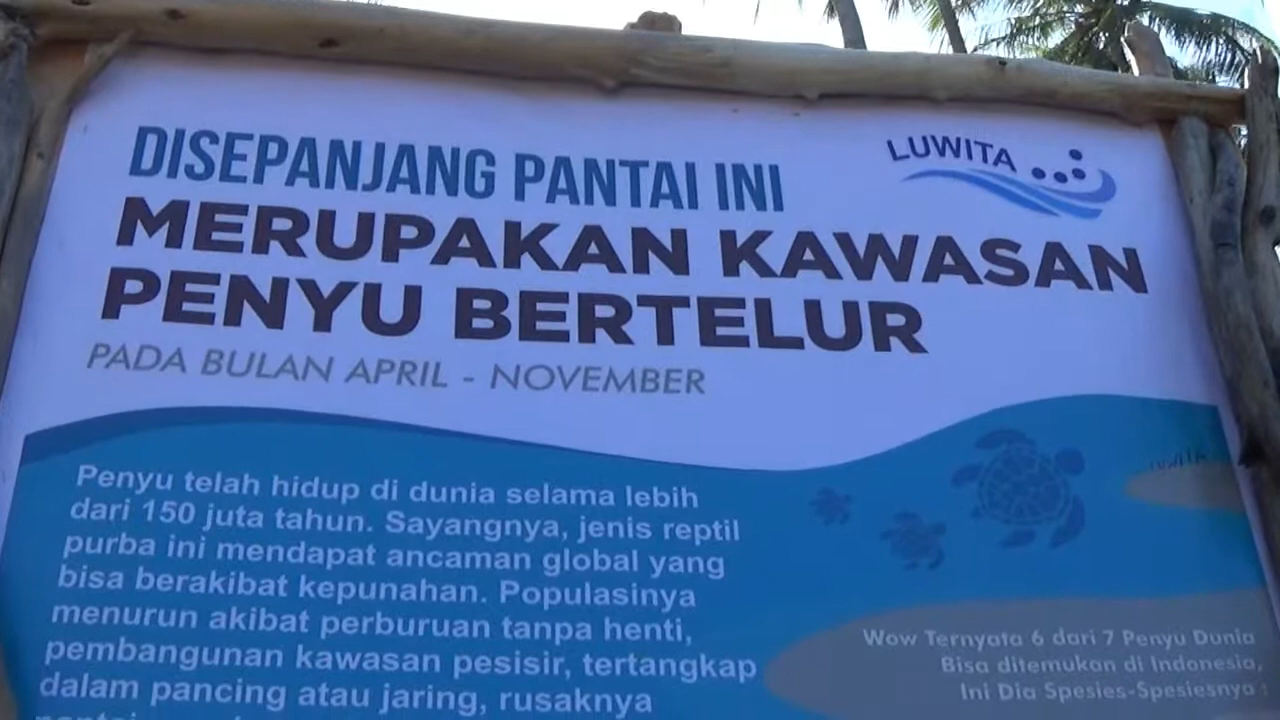 LUWITA
DISEPANJANG PANTAI INI
MERUPAKAN KAWASAN
PENYU BERTELUR
PADA BULAN APRIL - NOVEMBER
Penyu telah hidup di dunia selama lebih
dari 150 juta tahun. Sayangnya, jenis reptil
purba ini mendapat ancaman global yang
bisa berakibat kepunahan. Populasinya
menurun akibat perburuan tanpa henti,
pembangunan kawasan pesisir, tertangkap
dalam pancing atau jaring, rusaknya
Wow Ternyata 6 dari 7 Penyu Dunia
Bisa ditemukan di Indonesia,
Ini Dia Spesies-Spesiesnya :